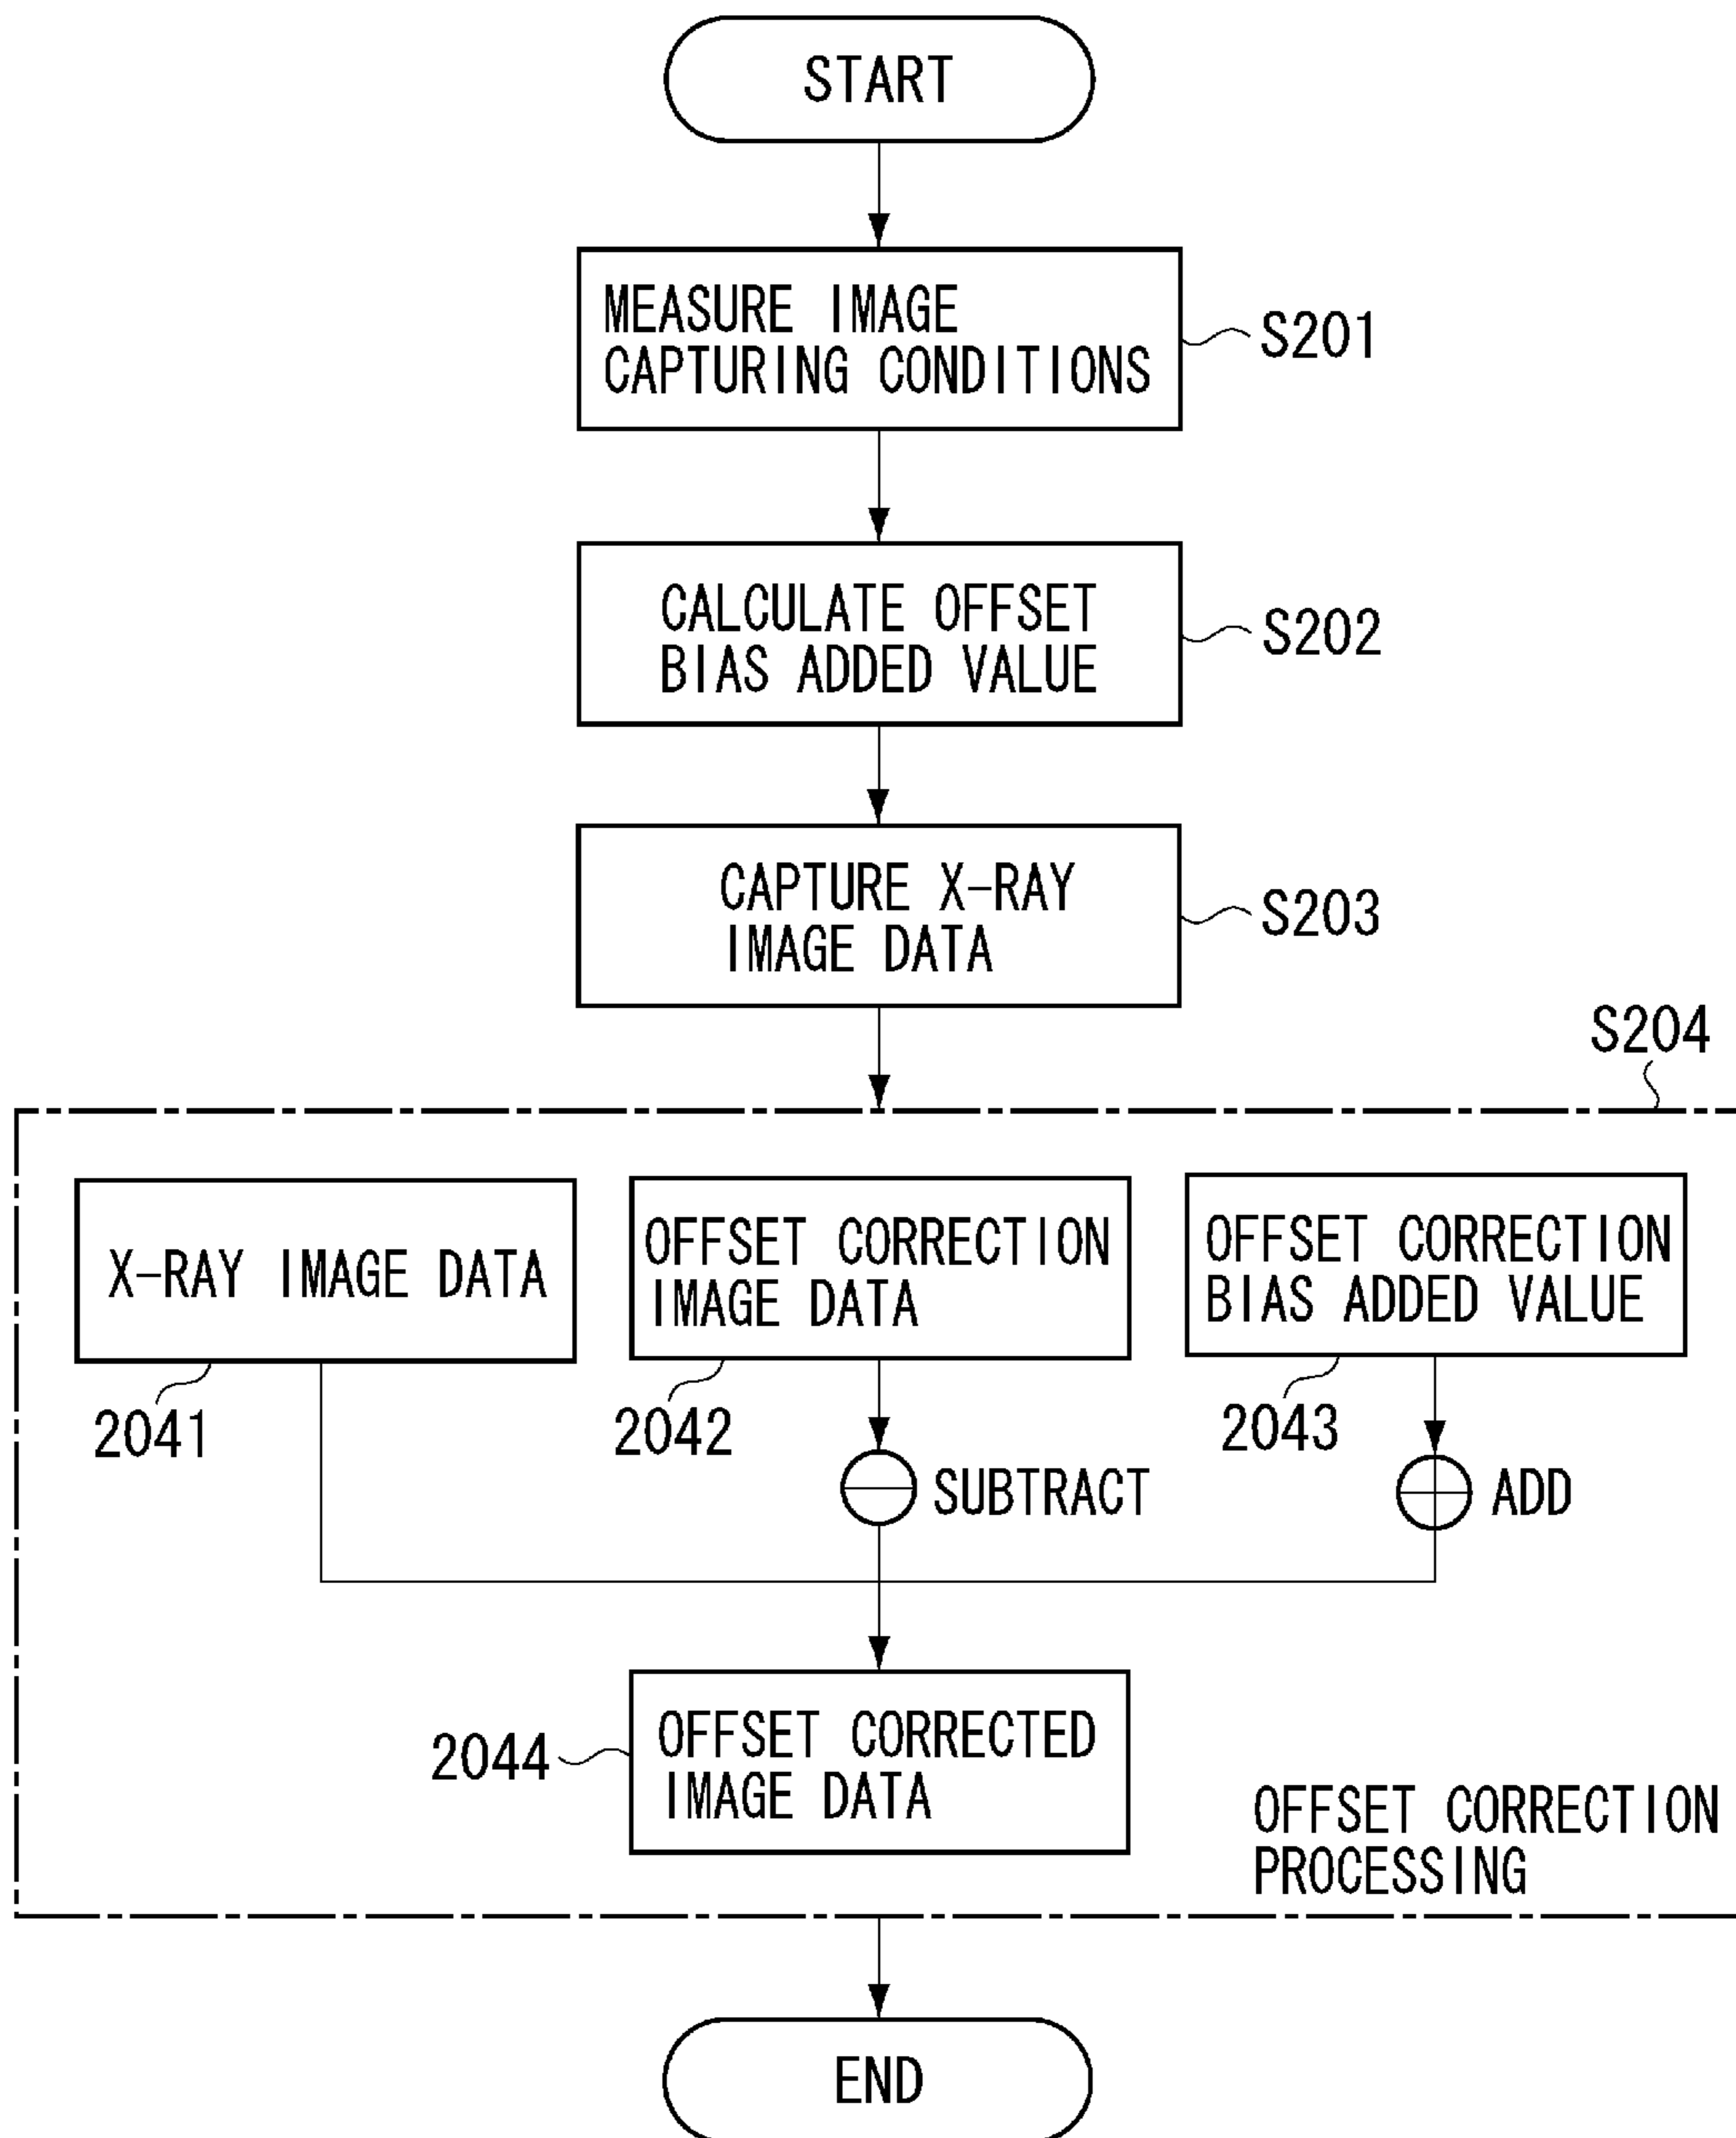 START
MEASURE IMAGE
CAPTURING CONDITIONS
S201
CALCULATE OFFSET
BIAS ADDED VALUE
S202
CAPTURE X-RAY
IMAGE DATA
S203
S204
X-RAY IMAGE DATA
2041
OFFSET CORRECTION
IMAGE DATA
2042
SUBTRACT
OFFSET CORRECTION
BIAS ADDED VALUE
2043
ADD
2044
OFFSET CORRECTED
IMAGE DATA
OFFSET CORRECTION
PROCESSING
END